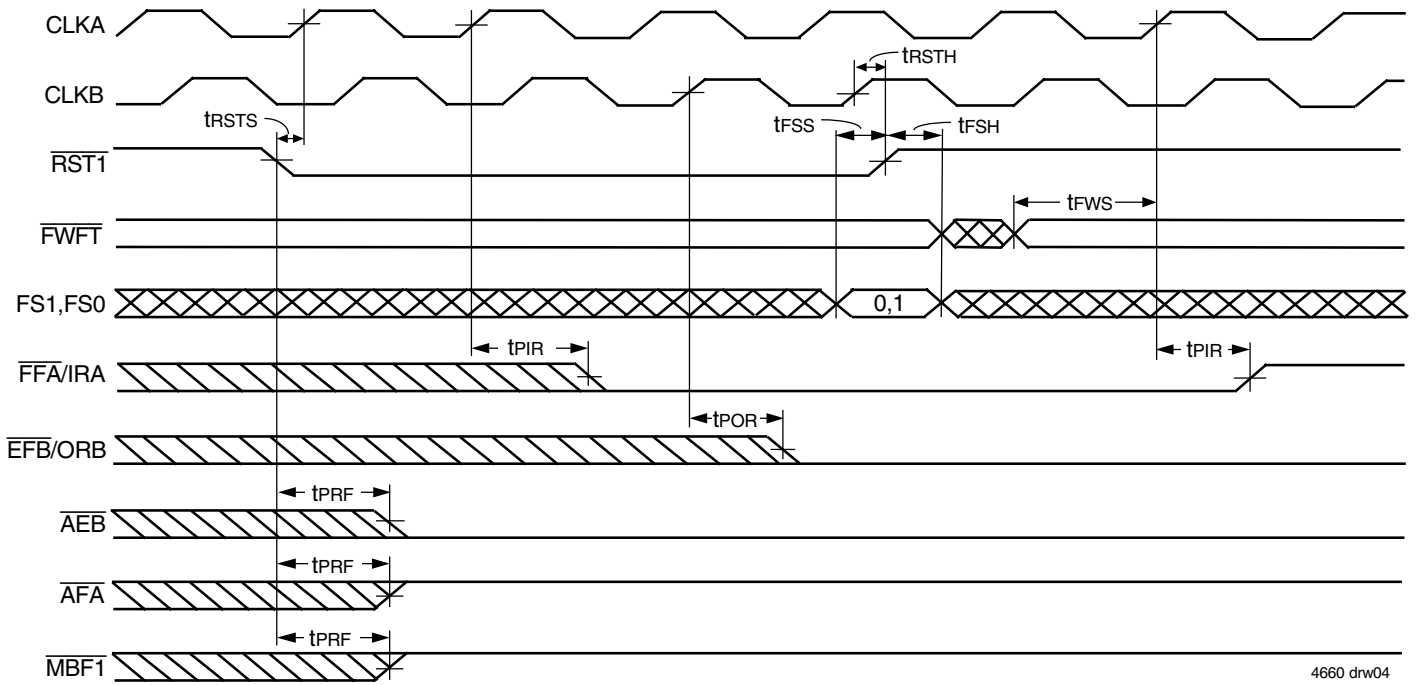 CLKA
tRSTH
CLKB
tRSTS
tFSS
tFSH
RST1
tFWS
FWFT
FS1,FS0
0,1
tPIR
tPIR
FFA/IRA
tPOR
EFB/ORB
tPRF
AEB
tPRF
AFA
tPRF
MBF1
4660 drw04